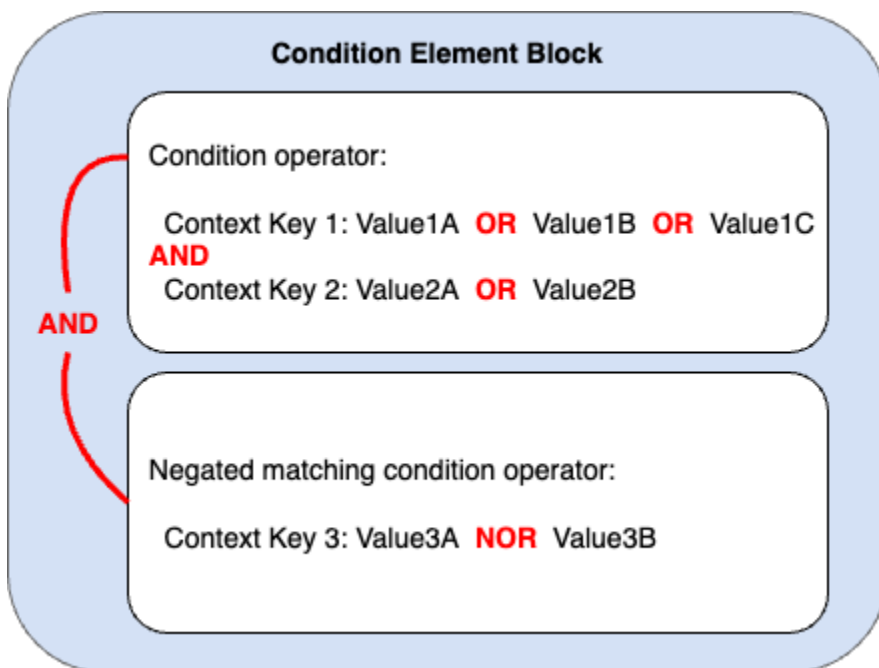 Condition Element Block
Condition operator:
Context Key 1: Value1A OR Value1B OR Value1C
AND
Context Key 2: Value2A OR Value2B
AND
Negated matching condition operator:
Context Key 3: Value3A NOR Value3B